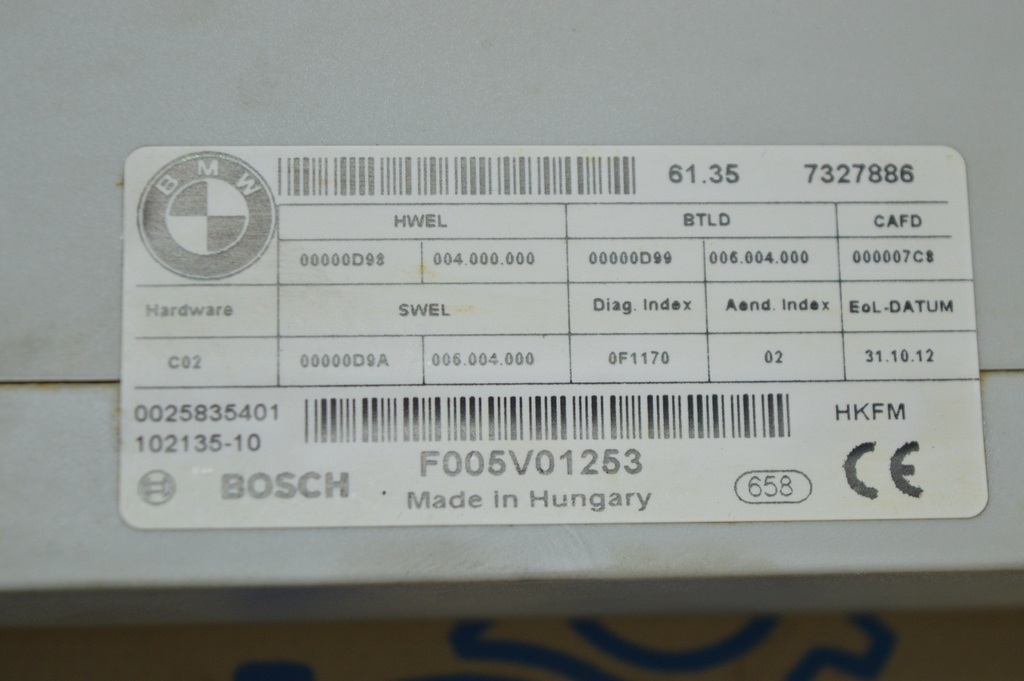 BMW
61.35 7327886
HWEL BTLD CAFD
00000D98 004.000.000 00000D99 006.004.000 000007C8
Hardware SWEL Diag. Index Aend. Index EoL-DATUM
C02 00000D9A 006.004.000 0F1170 02 31.10.12
0025835401 HKFM
102135-10
F005V01253
BOSCH Made in Hungary 658 CE